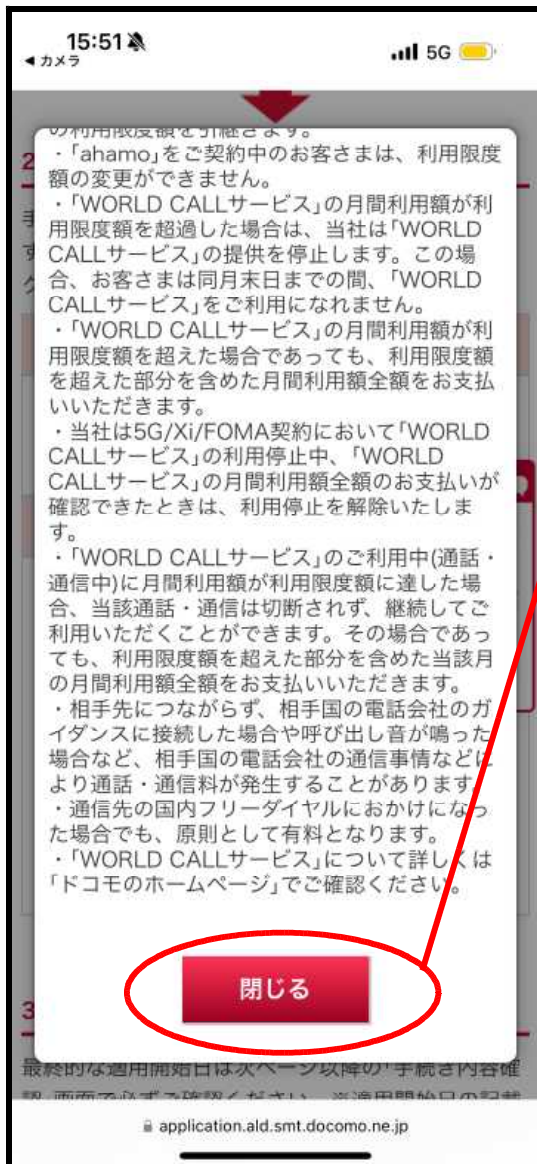 15:51
5G
◀ カメラ
の利用限度額を引継ぎます。
・「ahamo」をご契約中のお客さまは、利用限度
額の変更ができません。
・「WORLD CALLサービス」の月間利用額が利
用限度額を超過した場合は、当社は「WORLD
CALLサービス」の提供を停止します。この場
合、お客さまは同月末日までの間、「WORLD
CALLサービス」をご利用になれません。
・「WORLD CALLサービス」の月間利用額が利
用限度額を超えた場合であっても、利用限度額
を超えた部分を含めた月間利用額全額をお支払
いいただきます。
・当社は5G/Xi/FOMA契約において「WORLD
CALLサービス」の利用停止中、「WORLD
CALLサービス」の月間利用額全額のお支払いが
確認できたときは、利用停止を解除いたしま
す。
・「WORLD CALLサービス」のご利用中(通話・
通信中)に月間利用額が利用限度額に達した場
合、当該通話・通信は切断されず、継続してご
利用いただくことができます。その場合であっ
ても、利用限度額を超えた部分を含めた当該月
の月間利用額全額をお支払いいただきます。
・相手先につながらず、相手国の電話会社のガ
イダンスに接続した場合や呼び出し音が鳴った
場合など、相手国の電話会社の通信事情などに
より通話・通信料が発生することがあります。
・通信先の国内フリーダイヤルにおかけになっ
た場合でも、原則として有料となります。
・「WORLD CALLサービス」について詳しくは
「ドコモのホームページ」でご確認ください。
閉じる
2
3
最終的な適用開始日は次ページ以降の「手続き内容確
application.ald.smt.docomo.ne.jp